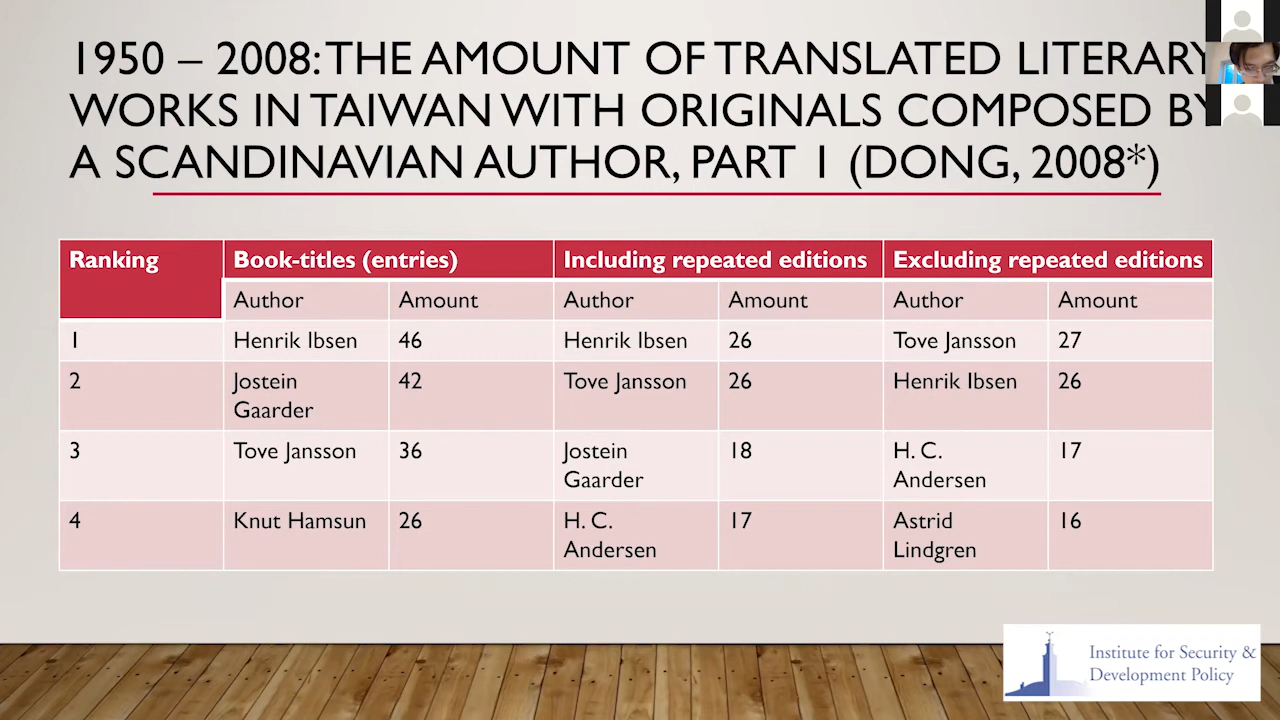 1950 – 2008: THE AMOUNT OF TRANSLATED LITERARY
WORKS IN TAIWAN WITH ORIGINALS COMPOSED BY
A SCANDINAVIAN AUTHOR, PART 1 (DONG, 2008*)
Ranking Book-titles (entries) Including repeated editions Excluding repeated editions
Author Amount Author Amount Author Amount
1 Henrik Ibsen 46 Henrik Ibsen 26 Tove Jansson 27
2 Jostein Gaarder 42 Tove Jansson 26 Henrik Ibsen 26
3 Tove Jansson 36 Jostein Gaarder 18 H. C. Andersen 17
4 Knut Hamsun 26 H. C. Andersen 17 Astrid Lindgren 16
Institute for Security &
Development Policy